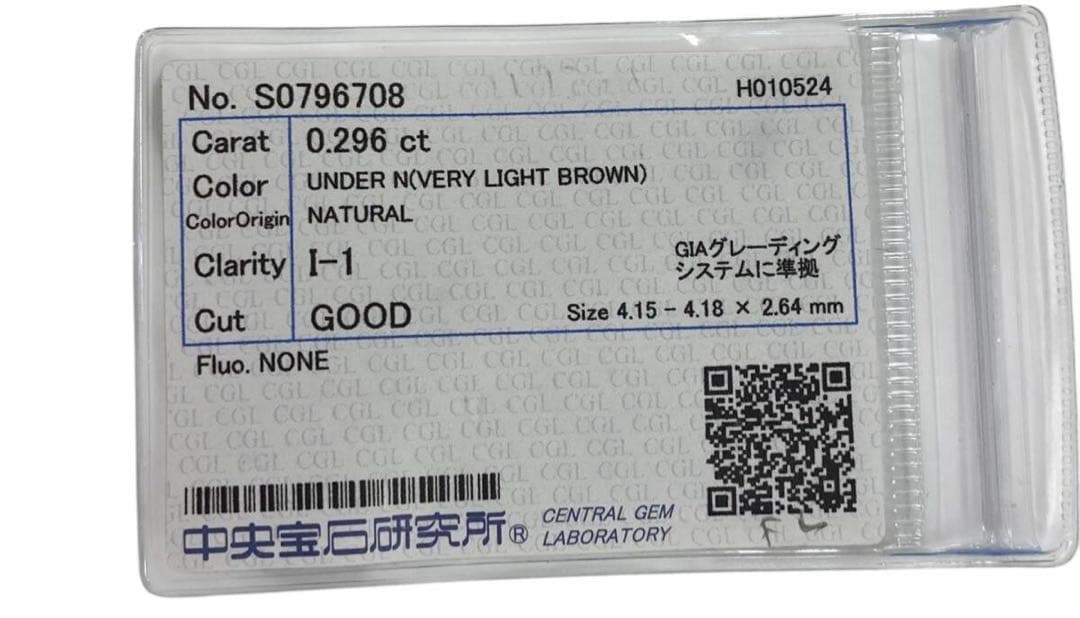 No. S0796708
H010524
Carat 0.296 ct
Color UNDER N(VERY LIGHT BROWN)
ColorOrigin NATURAL
Clarity I-1
GIAグレーディング
システムに準拠
Cut GOOD
Size 4.15 - 4.18 × 2.64 mm
Fluo. NONE
中央宝石研究所®
CENTRAL GEM
LABORATORY